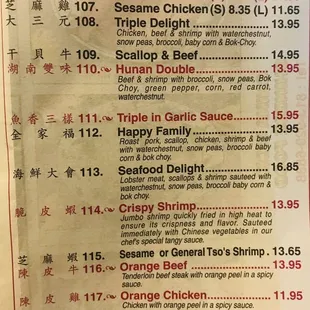 芝麻雞 107. Sesame Chicken (S) 8.35 (L) 11.65
大三元 108. Triple Delight 13.95
Chicken, beef & shrimp with waterchestnut,
snow peas, broccoli, baby corn & Bok-Choy.
干貝牛 109. Scallop & Beef 14.95
湖南雙味 110. Hunan Double 13.95
Beef & shrimp with broccoli, snow peas, Bok
Choy, green pepper, corn, red carrot,
waterchestnut.
魚香三樣 111. Triple in Garlic Sauce 15.95
全家福 112. Happy Family 13.95
Roast pork, scallop, chicken, shrimp & beef
with watercheastnut, snow peas, broccoli baby corn
& bok choy.
海鮮大會 113. Seafood Delight 16.85
Lobster meat, scallops & shrimp sauteed with
watercheastnut, snow peas, broccoli baby corn &
bok choy.
脆皮蝦 114. Crispy Shrimp 13.95
Jumbo shrimp quickly fried in high heat to
ensure its crispness and flavor. Sauteed
immediately with Chinese vegetables in our
chef's special tangy sauce.
芝麻蝦 115. Sesame or General Tso's Shrimp 13.65
陳皮牛 116. Orange Beef 13.95
Tenderloin beef steak with orange peel in a spicy
sauce.
陳皮雞 117. Orange Chicken 11.95
Chicken with orange peel in a spicy sauce.